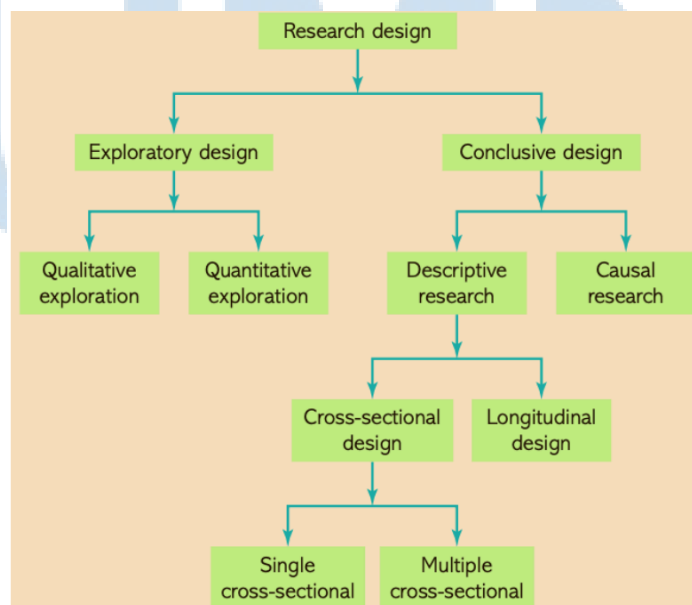 Research design
Exploratory design
Conclusive design
Qualitative
exploration
Quantitative
exploration
Descriptive
research
Causal
research
Cross-sectional
design
Longitudinal
design
Single
cross-sectional
Multiple
cross-sectional